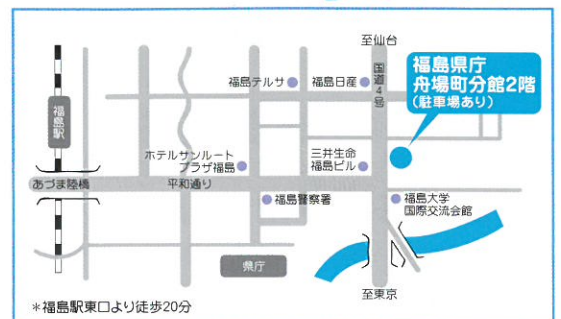 至仙台
国道4号
福島県庁
舟場町分館2階
(駐車場あり)
福島テルサ
福島日産
福島駅
ホテルサンルート
プラザ福島
三井生命
福島ビル
あづま陸橋
平和通り
福島警察署
福島大学
国際交流会館
県庁
至東京
*福島駅東口より徒歩20分